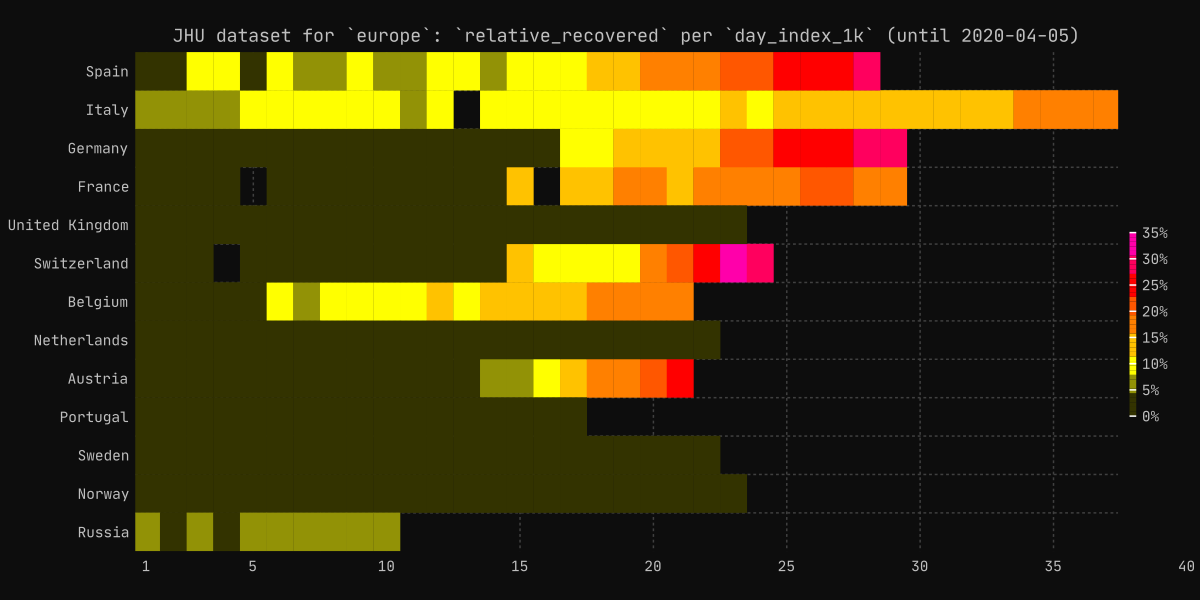 JHU dataset for `europe`: `relative_recovered` per `day_index_1k` (until 2020-04-05)
Spain
Italy
Germany
France
United Kingdom
Switzerland
Belgium
Netherlands
Austria
Portugal
Sweden
Norway
Russia
1 5 10 15 20 25 30 35 40
35%
30%
25%
20%
15%
10%
5%
0%